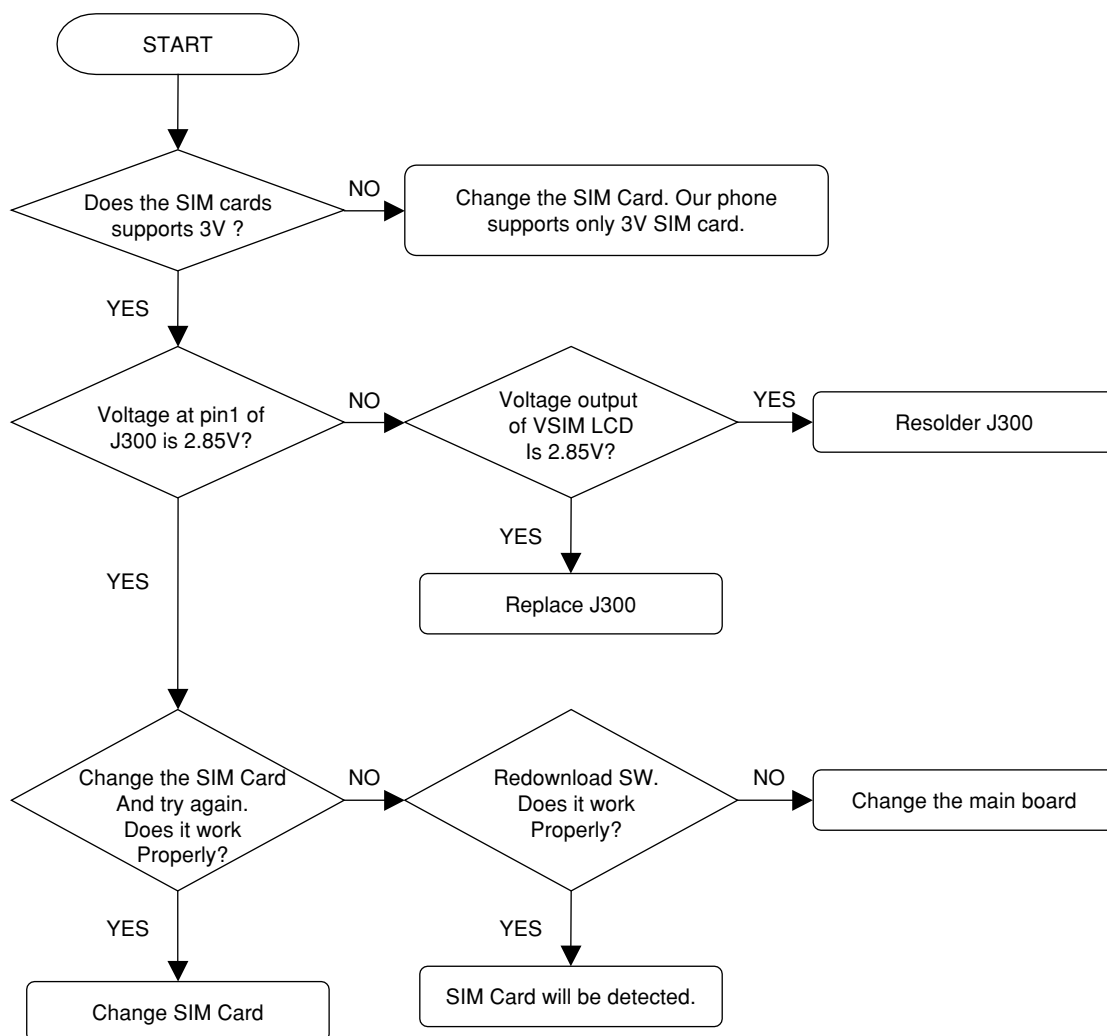 START
Does the SIM cards
supports 3V ?
NO
Change the SIM Card. Our phone
supports only 3V SIM card.
YES
Voltage at pin1 of
J300 is 2.85V?
NO
Voltage output
of VSIM LCD
Is 2.85V?
YES
Resolder J300
YES
Replace J300
YES
Change the SIM Card
And try again.
Does it work
Properly?
NO
Redownload SW.
Does it work
Properly?
NO
Change the main board
YES
Change SIM Card
YES
SIM Card will be detected.